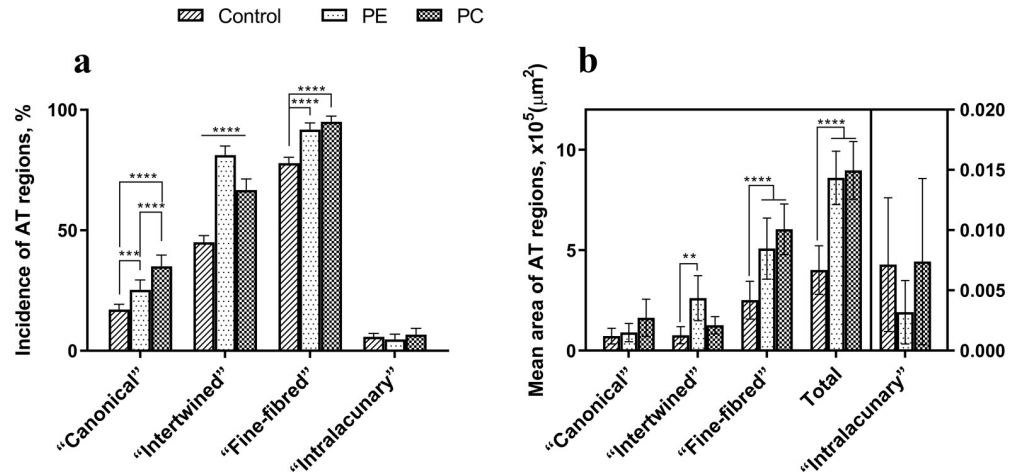 Control PE PC
a
Incidence of AT regions, %
100
50
0
****
****
***
****
****
****
“Canonical”
“Intertwined”
“Fine-fibred”
“Intralacunary”
b
Mean area of AT regions, x10⁵(μm²)
10
5
0
**
****
****
0.020
0.015
0.010
0.005
0.000
“Canonical”
“Intertwined”
“Fine-fibred”
Total
“Intralacunary”